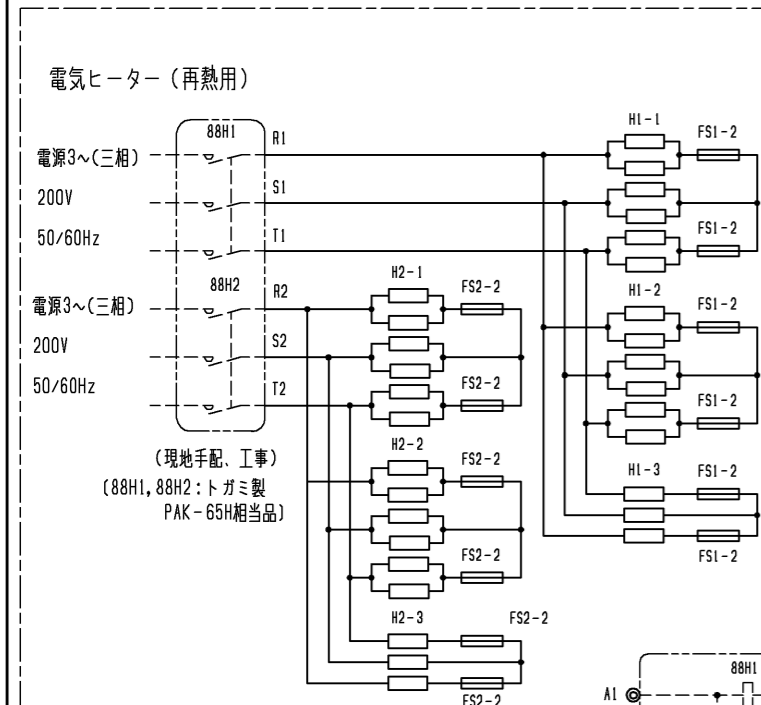 電気ヒーター（再熱用）
88H1
R1
電源3～(三相)
S1
200V
T1
50/60Hz
88H2
R2
電源3～(三相)
S2
200V
T2
50/60Hz
(現地手配、工事)
(88H1,88H2：トガミ製
PAK-65H相当品)
H1-1
FS1-2
FS1-2
H1-2
FS1-2
FS1-2
H1-3
FS1-2
FS1-2
H2-1
FS2-2
FS2-2
H2-2
FS2-2
FS2-2
H2-3
FS2-2
FS2-2
88H1
A1